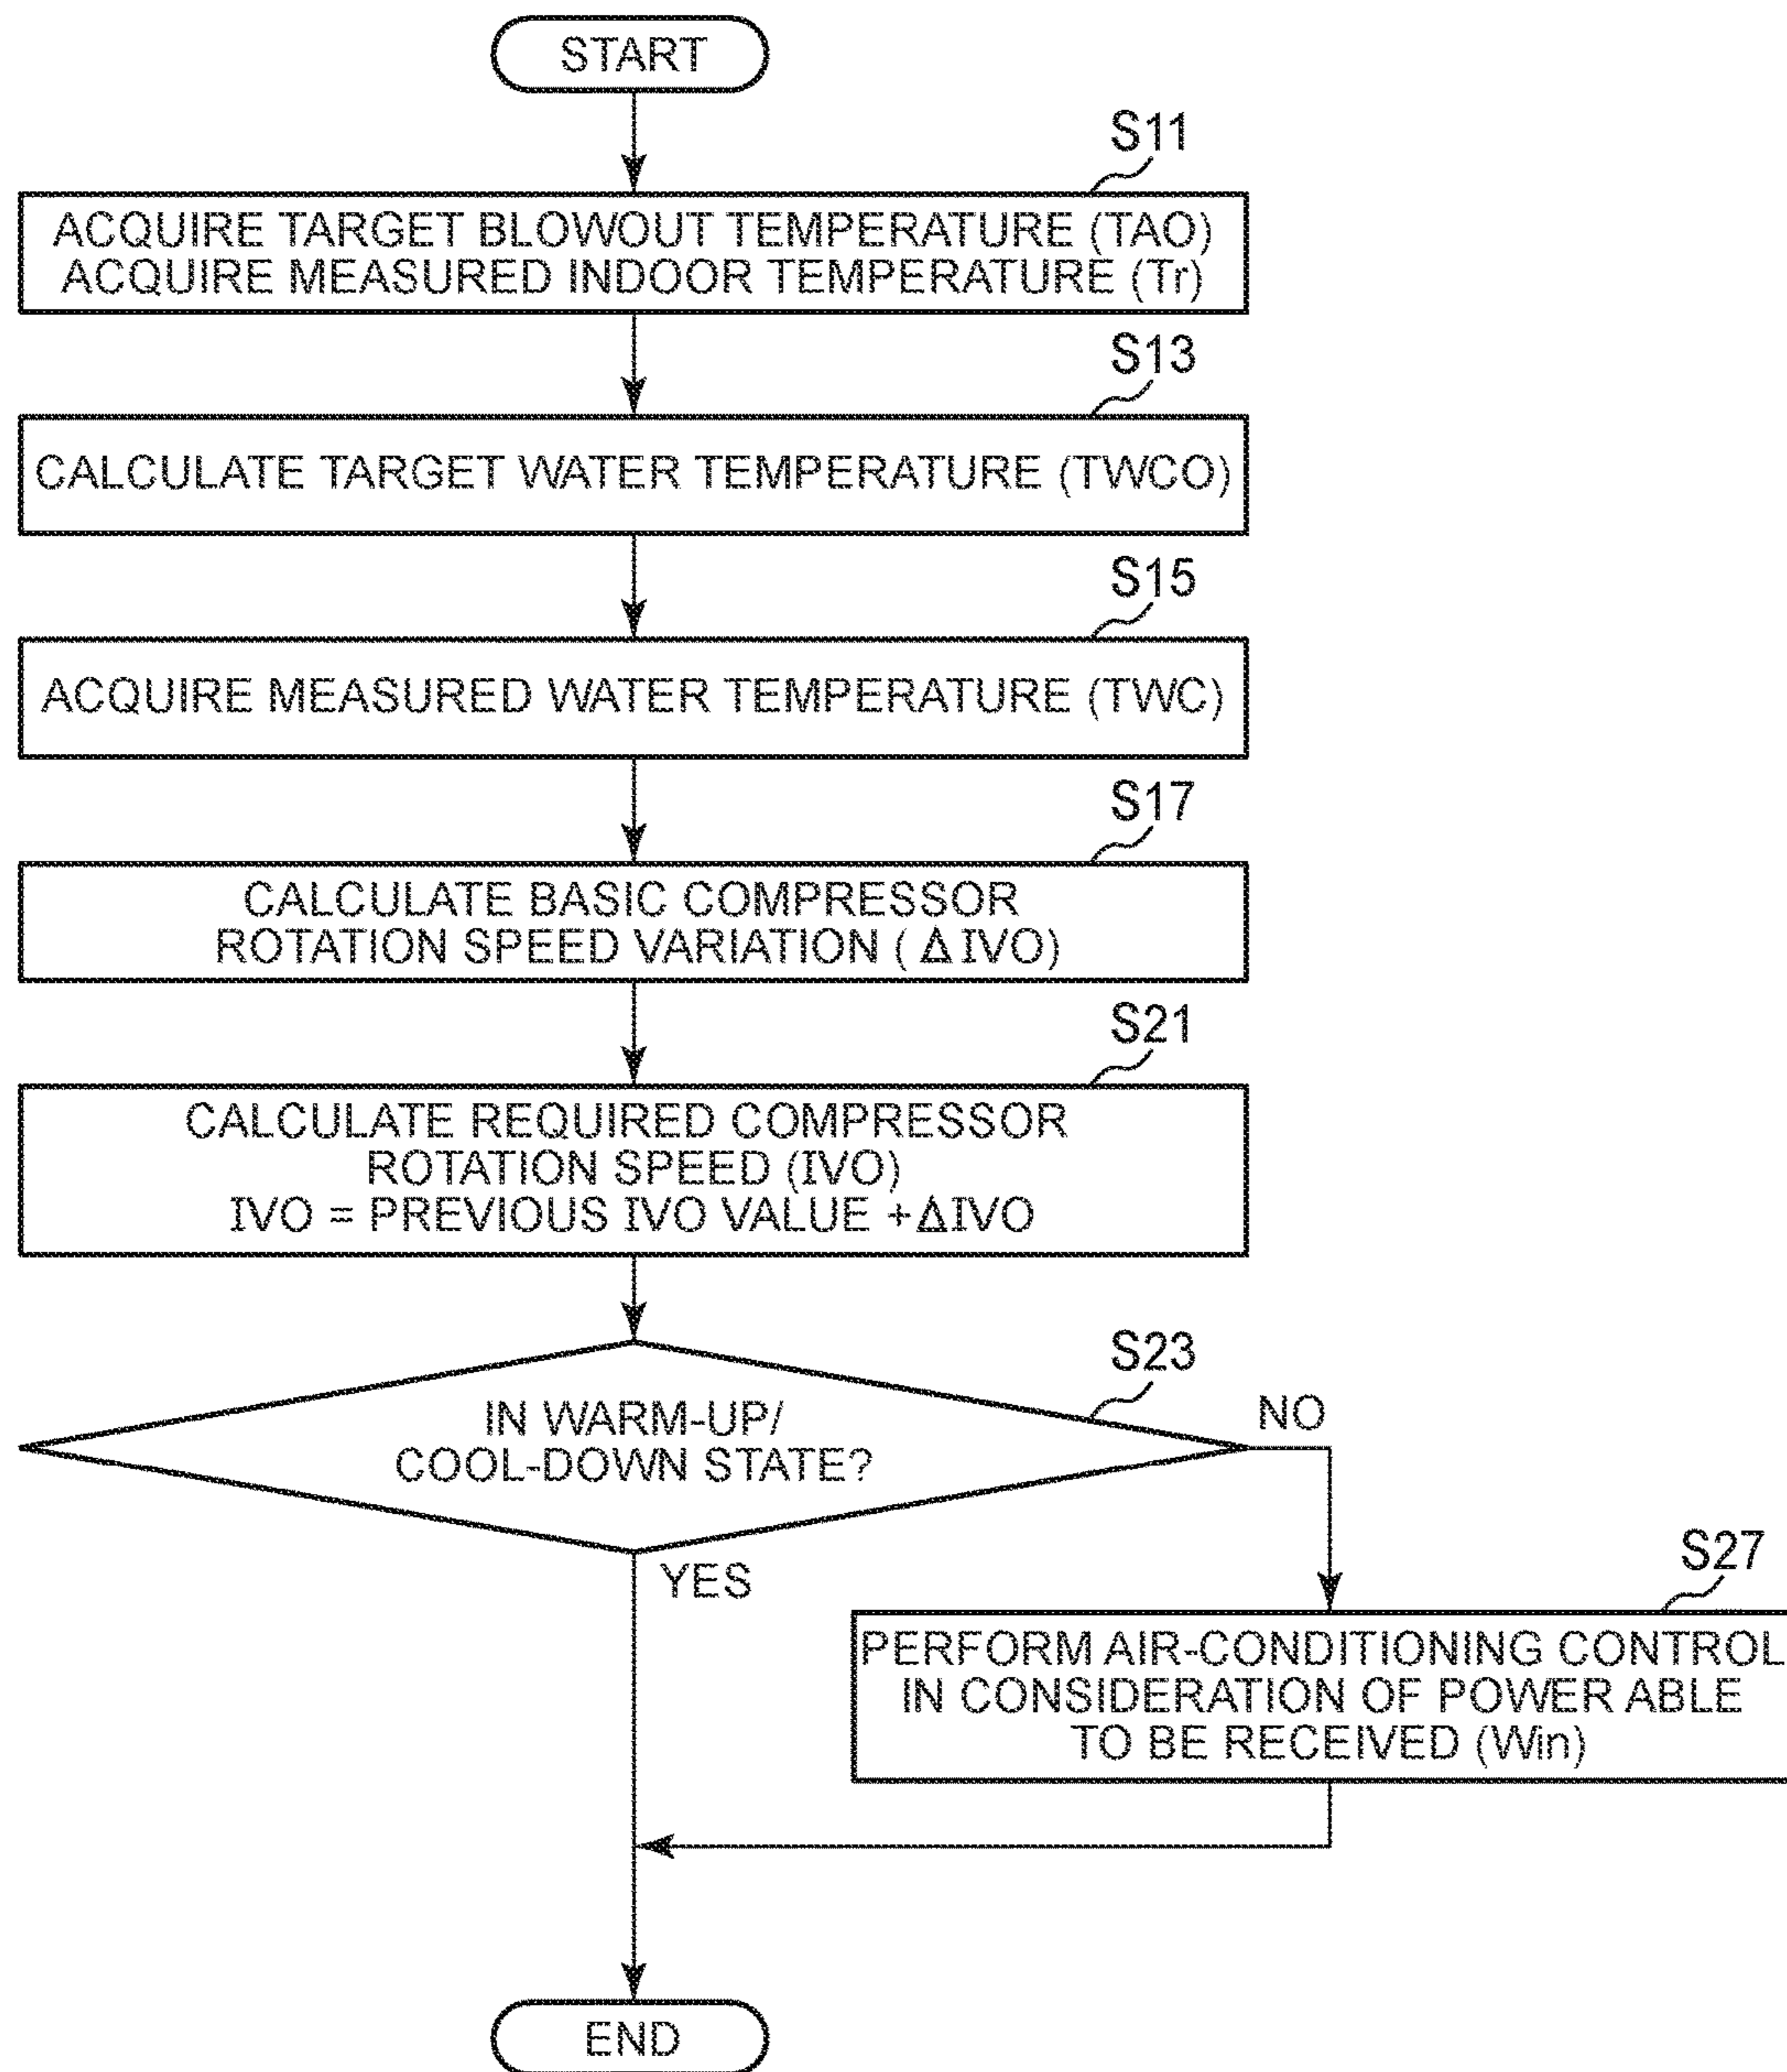 START
S11
ACQUIRE TARGET BLOWOUT TEMPERATURE (TAO)
ACQUIRE MEASURED INDOOR TEMPERATURE (Tr)
S13
CALCULATE TARGET WATER TEMPERATURE (TWCO)
S15
ACQUIRE MEASURED WATER TEMPERATURE (TWC)
S17
CALCULATE BASIC COMPRESSOR
ROTATION SPEED VARIATION ( ΔIVO)
S21
CALCULATE REQUIRED COMPRESSOR
ROTATION SPEED (IVO)
IVO = PREVIOUS IVO VALUE +ΔIVO
S23
IN WARM-UP/
COOL-DOWN STATE?
NO
YES
S27
PERFORM AIR-CONDITIONING CONTROL
IN CONSIDERATION OF POWER ABLE
TO BE RECEIVED (Win)
END